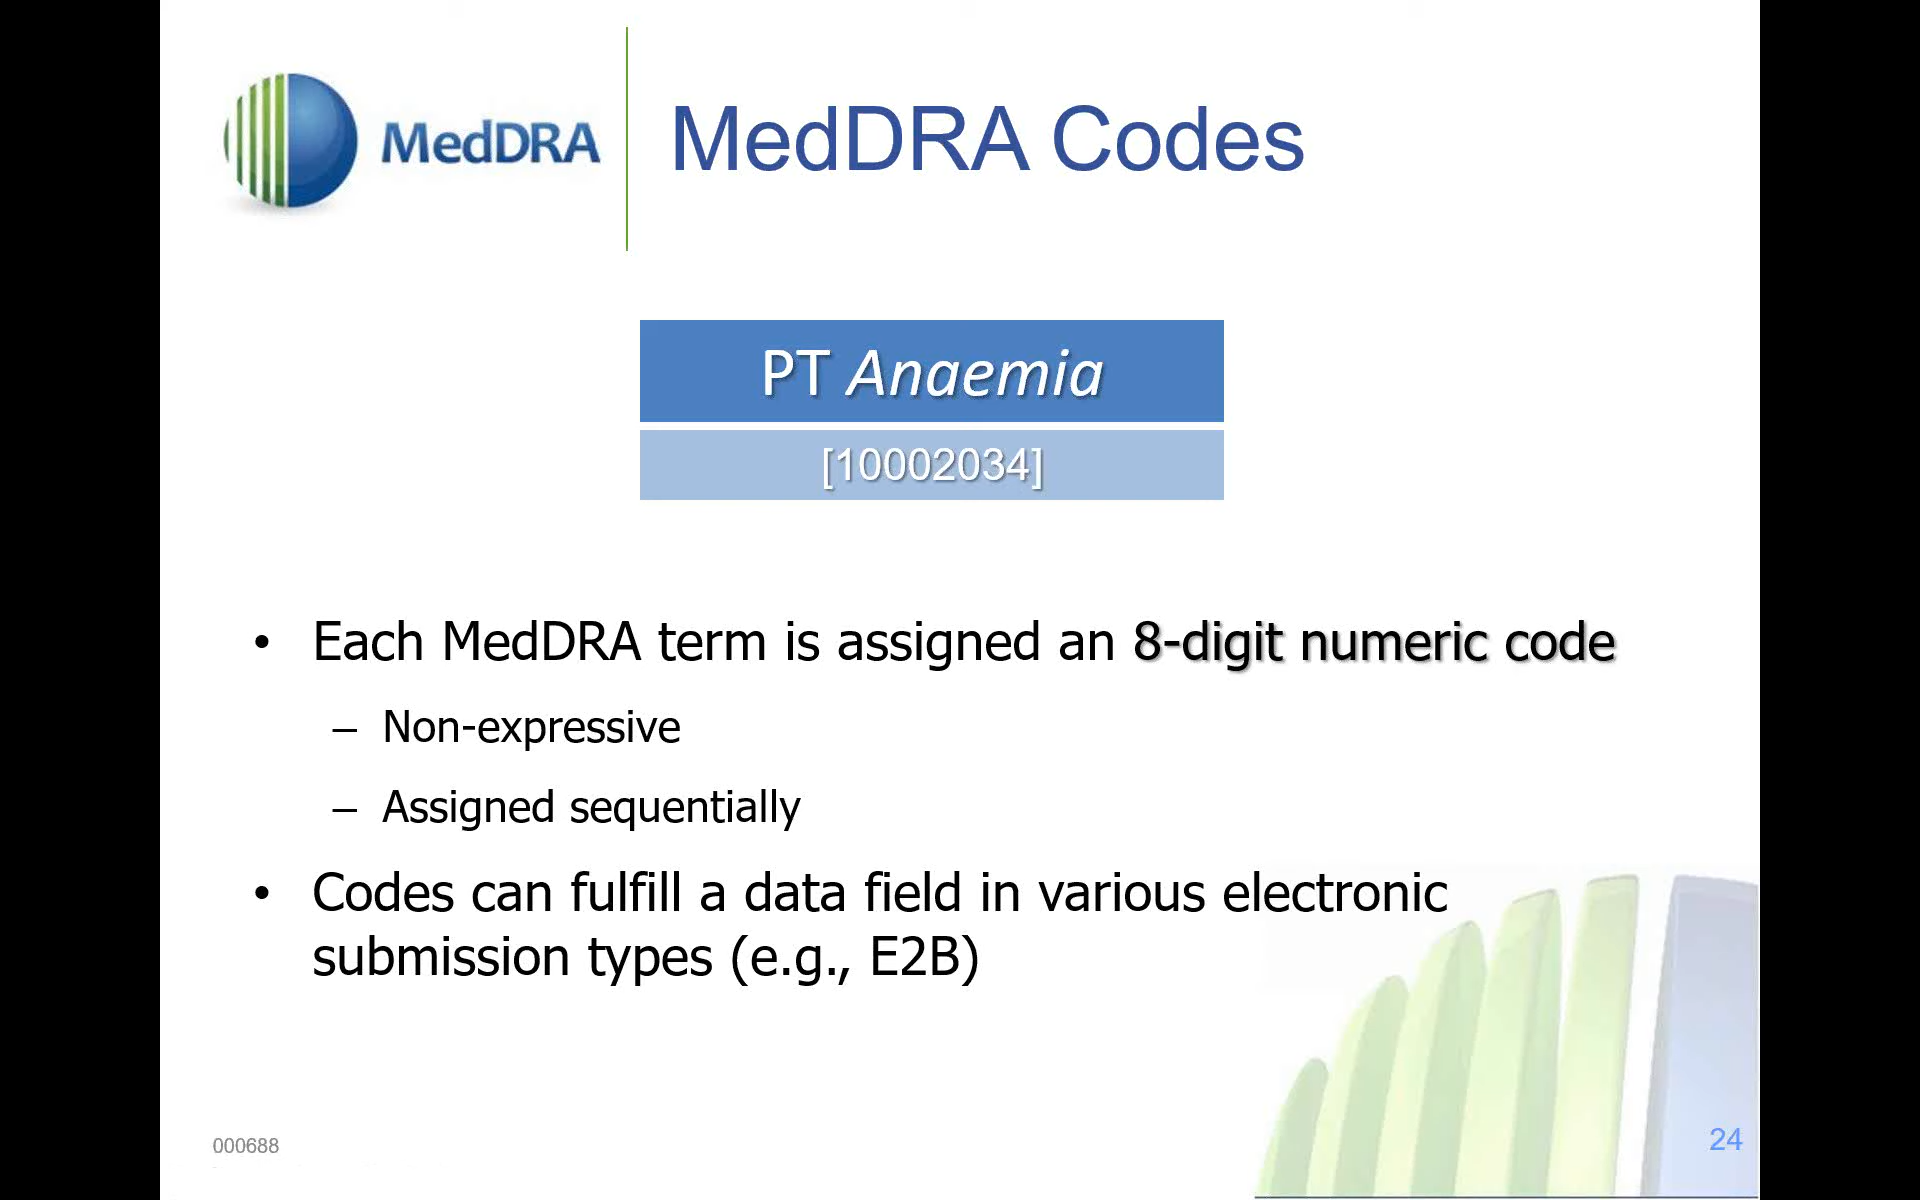 MedDRA
MedDRA Codes
PT Anaemia
[10002034]
• Each MedDRA term is assigned an 8-digit numeric code
– Non-expressive
– Assigned sequentially
• Codes can fulfill a data field in various electronic
submission types (e.g., E2B)
000688
24